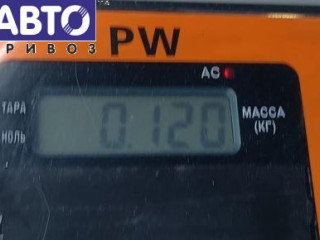 АВТО
ПРИВОЗ
PW
AC
ТАРА
НОЛЬ
0.120
МАССА
(КГ)